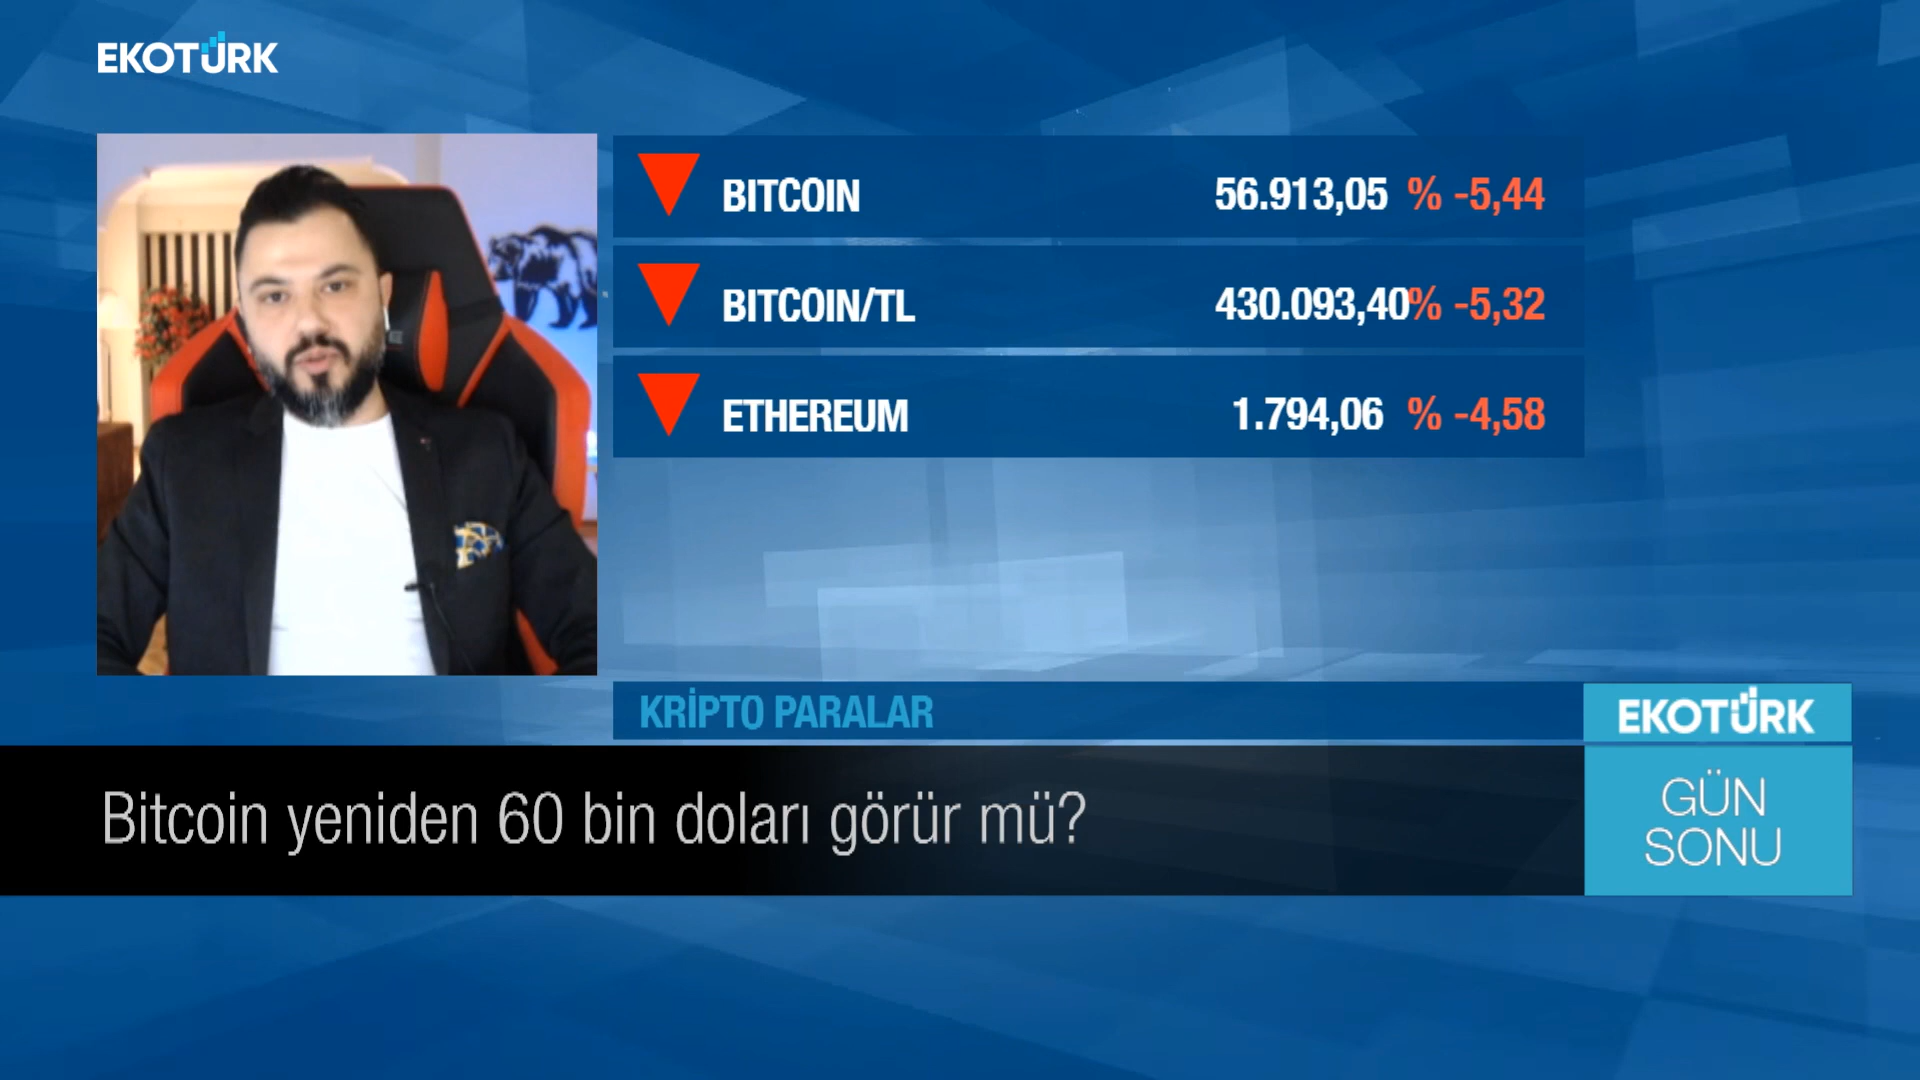 EKOTÜRK
BITCOIN 56.913,05 % -5,44
BITCOIN/TL 430.093,40% -5,32
ETHEREUM 1.794,06 % -4,58
KRİPTO PARALAR
EKOTÜRK
Bitcoin yeniden 60 bin doları görür mü?
GÜN
SONU